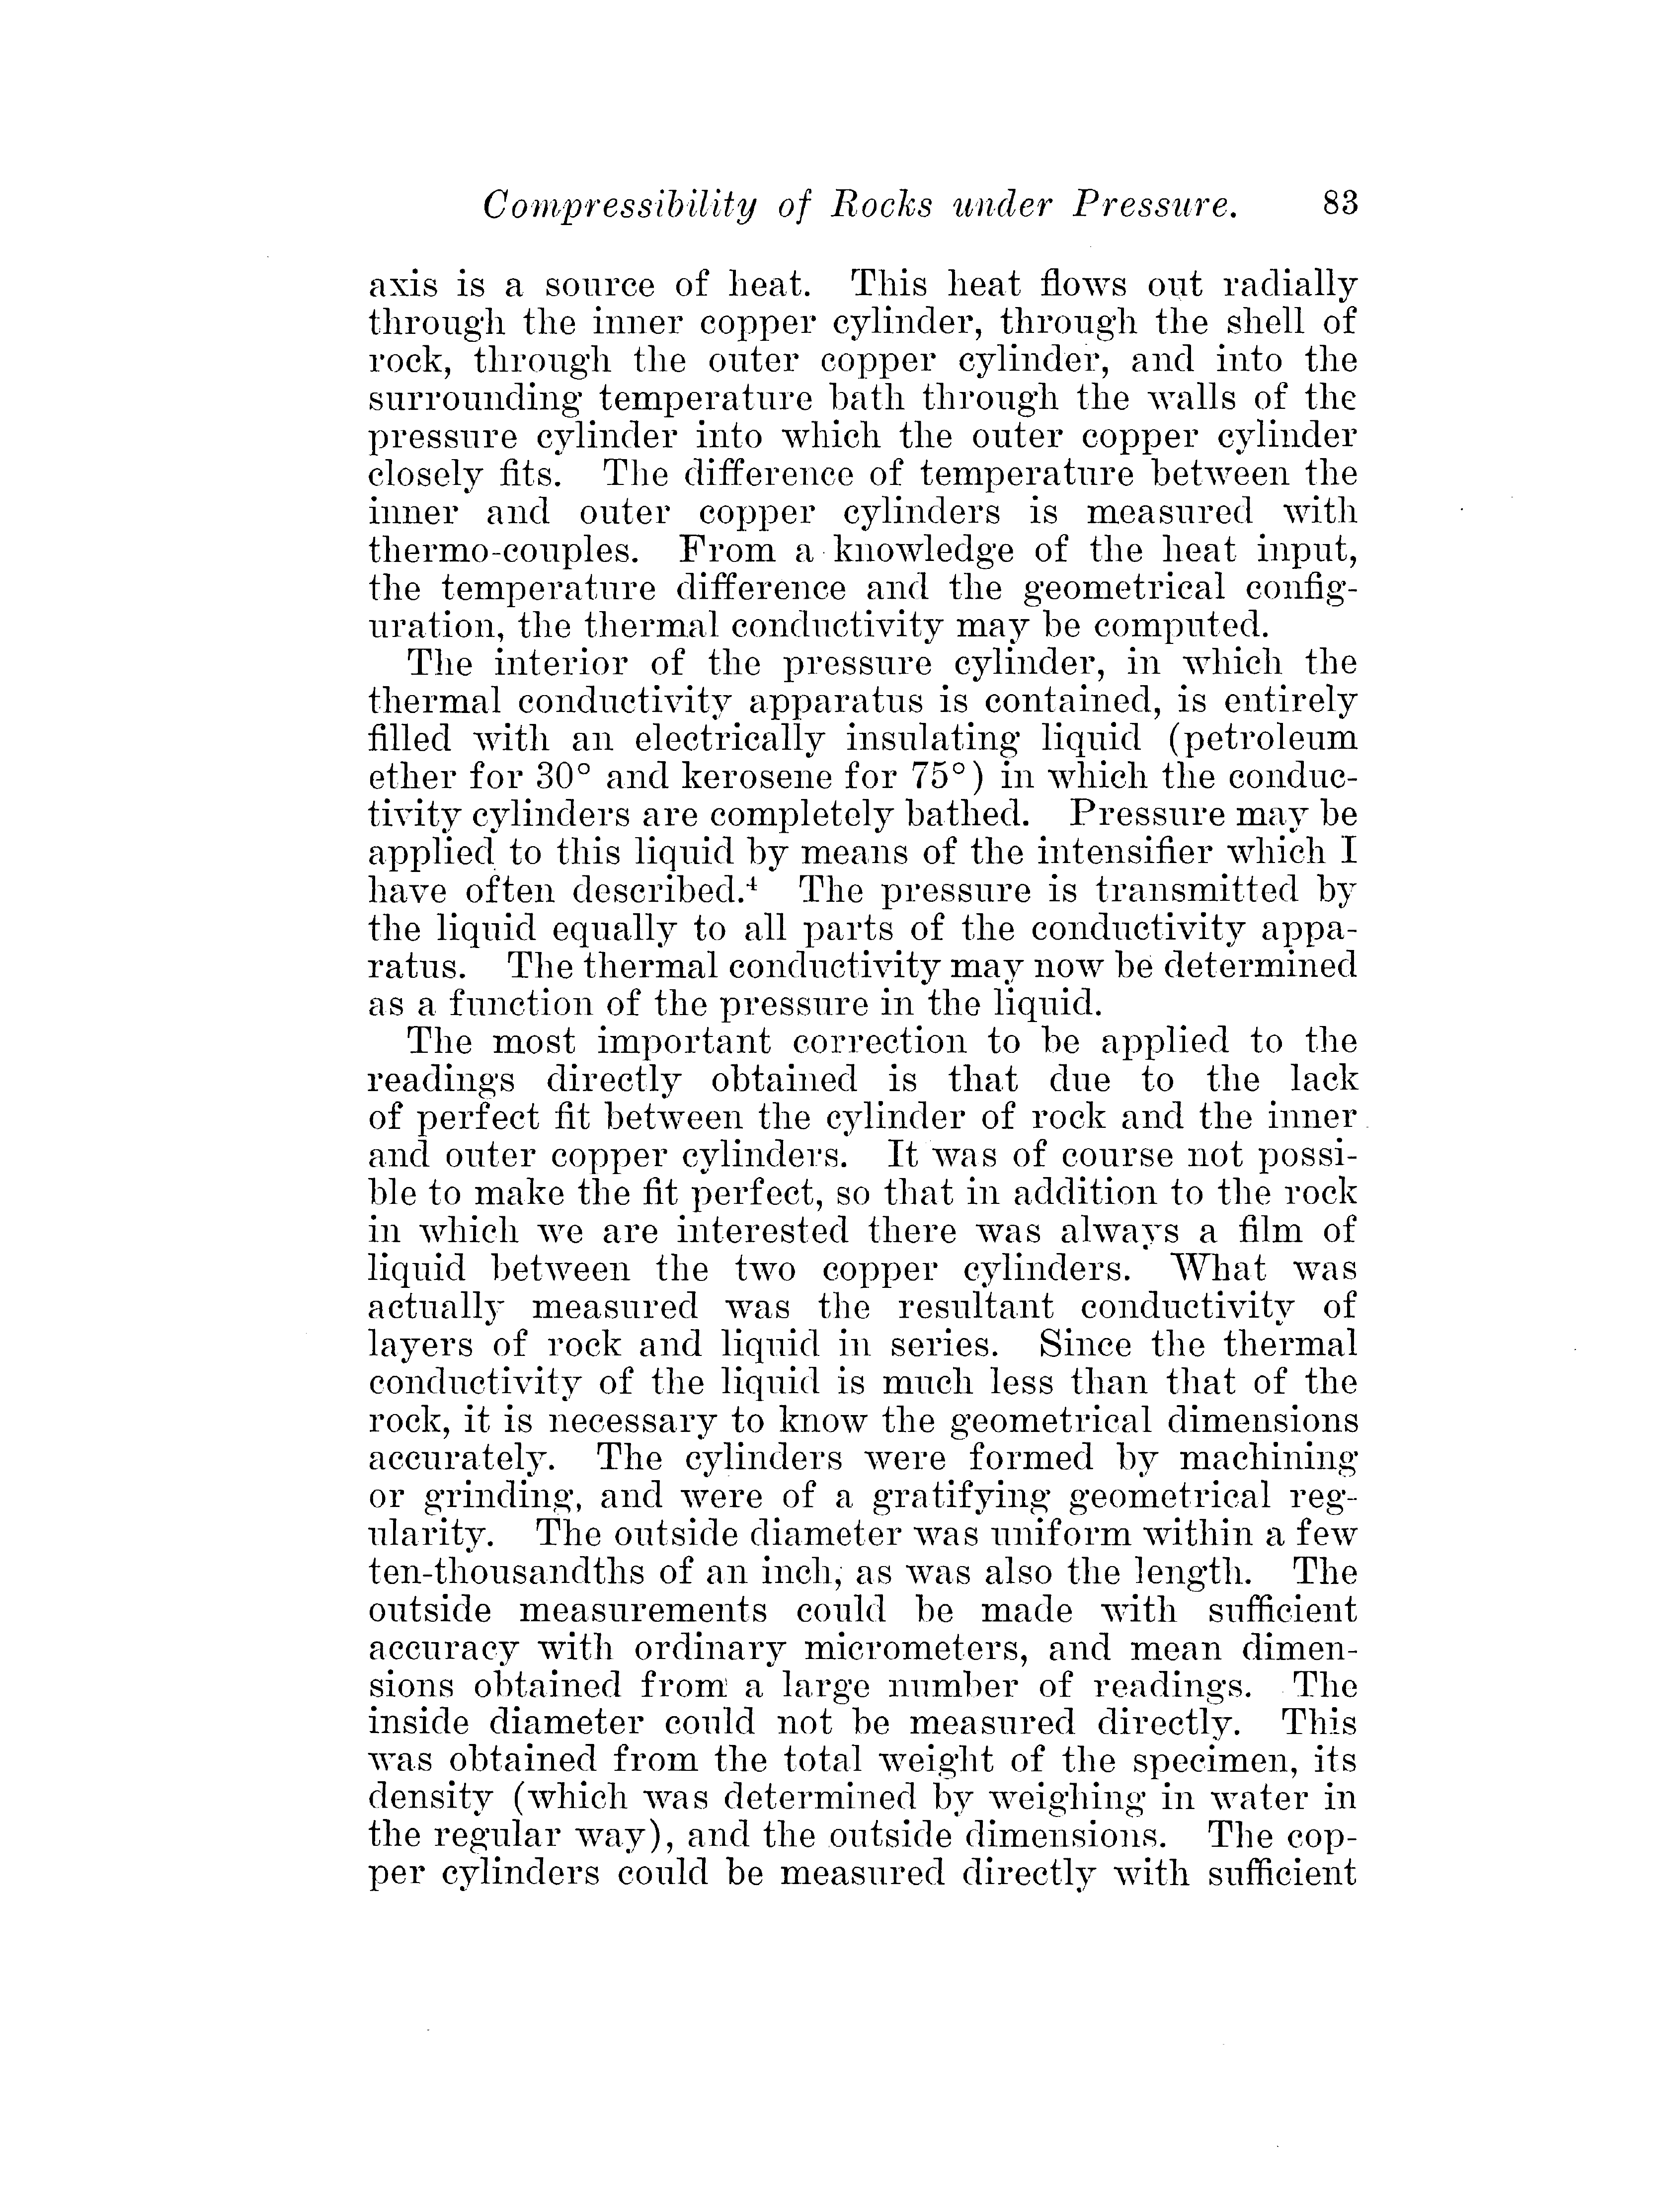 Compressibility of Rocks under Pressure. 83
axis is a source of heat. This heat flows out radially
through the inner copper cylinder, through the shell of
rock, through the outer copper cylinder, and into the
surrounding temperature bath through the walls of the
pressure cylinder into which the outer copper cylinder
closely fits. The difference of temperature between the
inner and outer copper cylinders is measured with
thermo-couples. From a knowledge of the heat input,
the temperature difference and the geometrical config-
uration, the thermal conductivity may be computed.
The interior of the pressure cylinder, in which the
thermal conductivity apparatus is contained, is entirely
filled with an electrically insulating liquid (petroleum
ether for 30° and kerosene for 75°) in which the conduc-
tivity cylinders are completely bathed. Pressure may be
applied to this liquid by means of the intensifier which I
have often described.⁴ The pressure is transmitted by
the liquid equally to all parts of the conductivity appa-
ratus. The thermal conductivity may now be determined
as a function of the pressure in the liquid.
The most important correction to be applied to the
readings directly obtained is that due to the lack
of perfect fit between the cylinder of rock and the inner
and outer copper cylinders. It was of course not possi-
ble to make the fit perfect, so that in addition to the rock
in which we are interested there was always a film of
liquid between the two copper cylinders. What was
actually measured was the resultant conductivity of
layers of rock and liquid in series. Since the thermal
conductivity of the liquid is much less than that of the
rock, it is necessary to know the geometrical dimensions
accurately. The cylinders were formed by machining
or grinding, and were of a gratifying geometrical reg-
ularity. The outside diameter was uniform within a few
ten-thousandths of an inch, as was also the length. The
outside measurements could be made with sufficient
accuracy with ordinary micrometers, and mean dimen-
sions obtained from a large number of readings. The
inside diameter could not be measured directly. This
was obtained from the total weight of the specimen, its
density (which was determined by weighing in water in
the regular way), and the outside dimensions. The cop-
per cylinders could be measured directly with sufficient